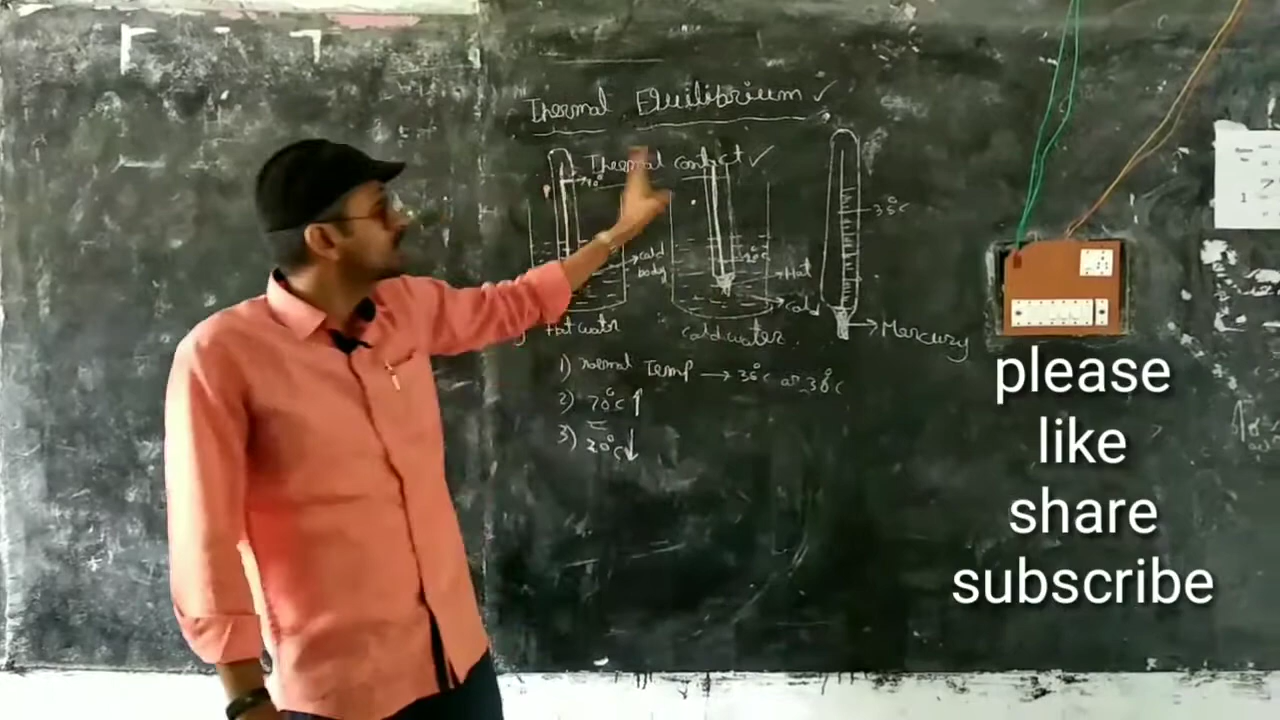 Thermal Equilibrium ✓
Thermal contact ✓
70°
35°c
cold
body
Hot
cold
Hot water
Cold water
Mercury
1) normal Temp → 36°c or 38°c
2) 70°c ↑
3) 20°c ↓
1
please
like
share
subscribe